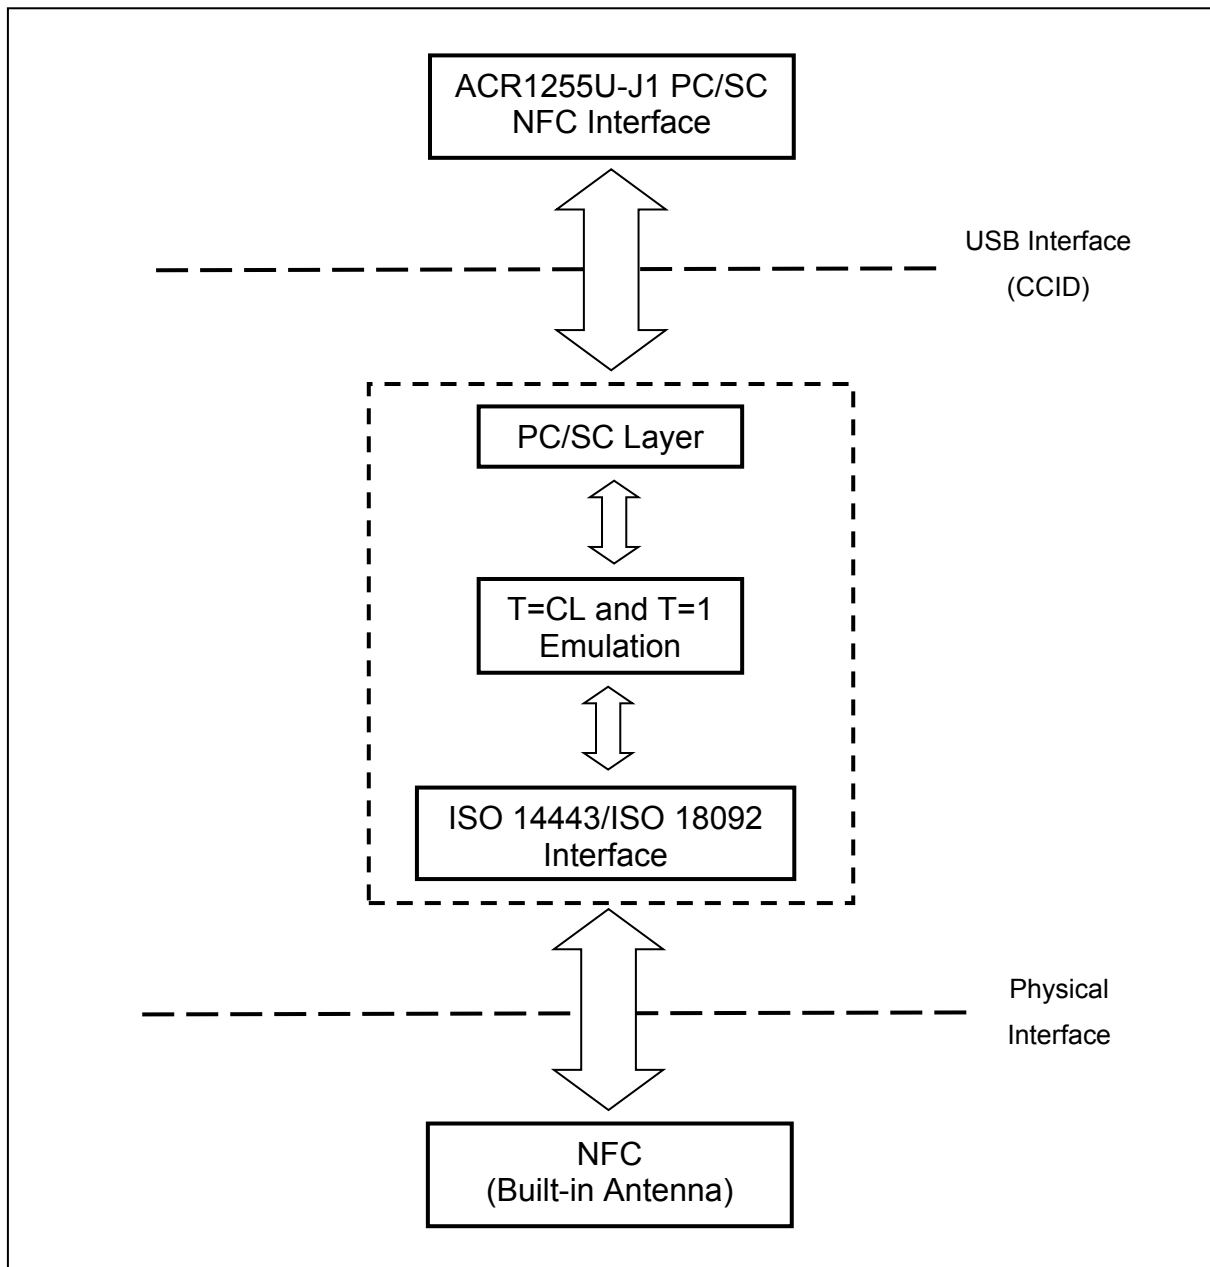 ACR1255U-J1 PC/SC
NFC Interface
USB Interface
(CCID)
PC/SC Layer
T=CL and T=1
Emulation
ISO 14443/ISO 18092
Interface
Physical
Interface
NFC
(Built-in Antenna)